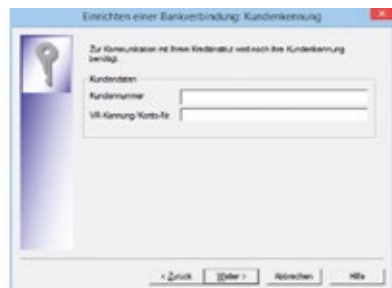 Einrichten einer Bankverbindung: Kundenkennung
Zur Kommunikation mit Ihrem Kreditinstitut wird noch Ihre Kundenkennung
benötigt.
Kundendaten
Kundennummer
VR-Kennung/Konto-Nr
< Zurück
Weiter >
Abbrechen
Hilfe